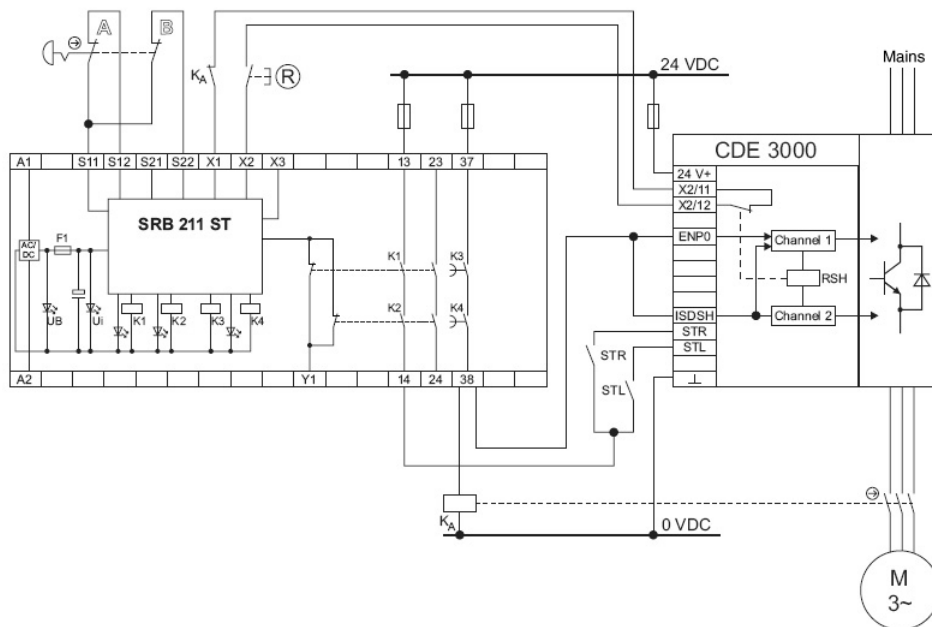 A B
KA R
24 VDC
Mains
A1 S11 S12 S21 S22 X1 X2 X3 13 23 37
CDE 3000
24 V+
X2/11
X2/12
SRB 211 ST
AC/
DC
F1
ENP0
Channel 1
K1 K3
RSH
UB Ui K1 K2 K3 K4
K2 K4
ISDSH
Channel 2
STR
STR
STL
STL
A2 Y1 14 24 38
⊥
KA
0 VDC
M
3~